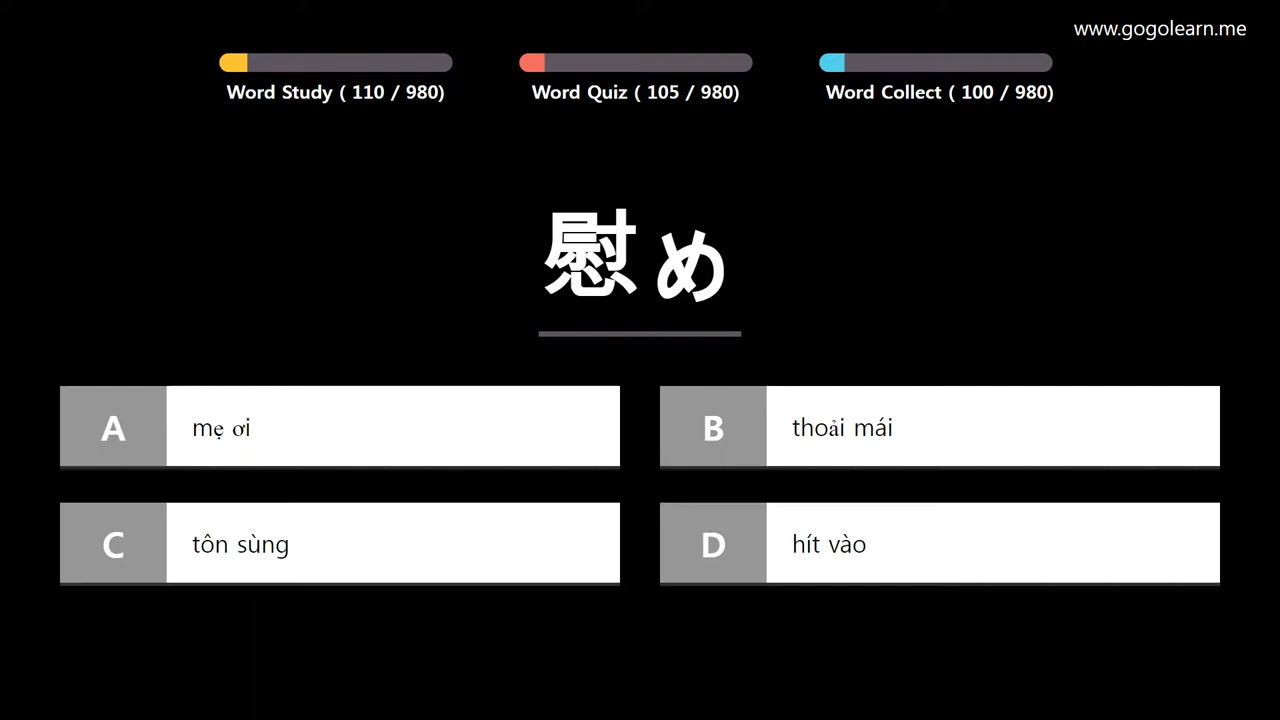 www.gogolearn.me
Word Study ( 110 / 980)
Word Quiz ( 105 / 980)
Word Collect ( 100 / 980)
慰め
A mẹ ơi
B thoải mái
C tôn sùng
D hít vào